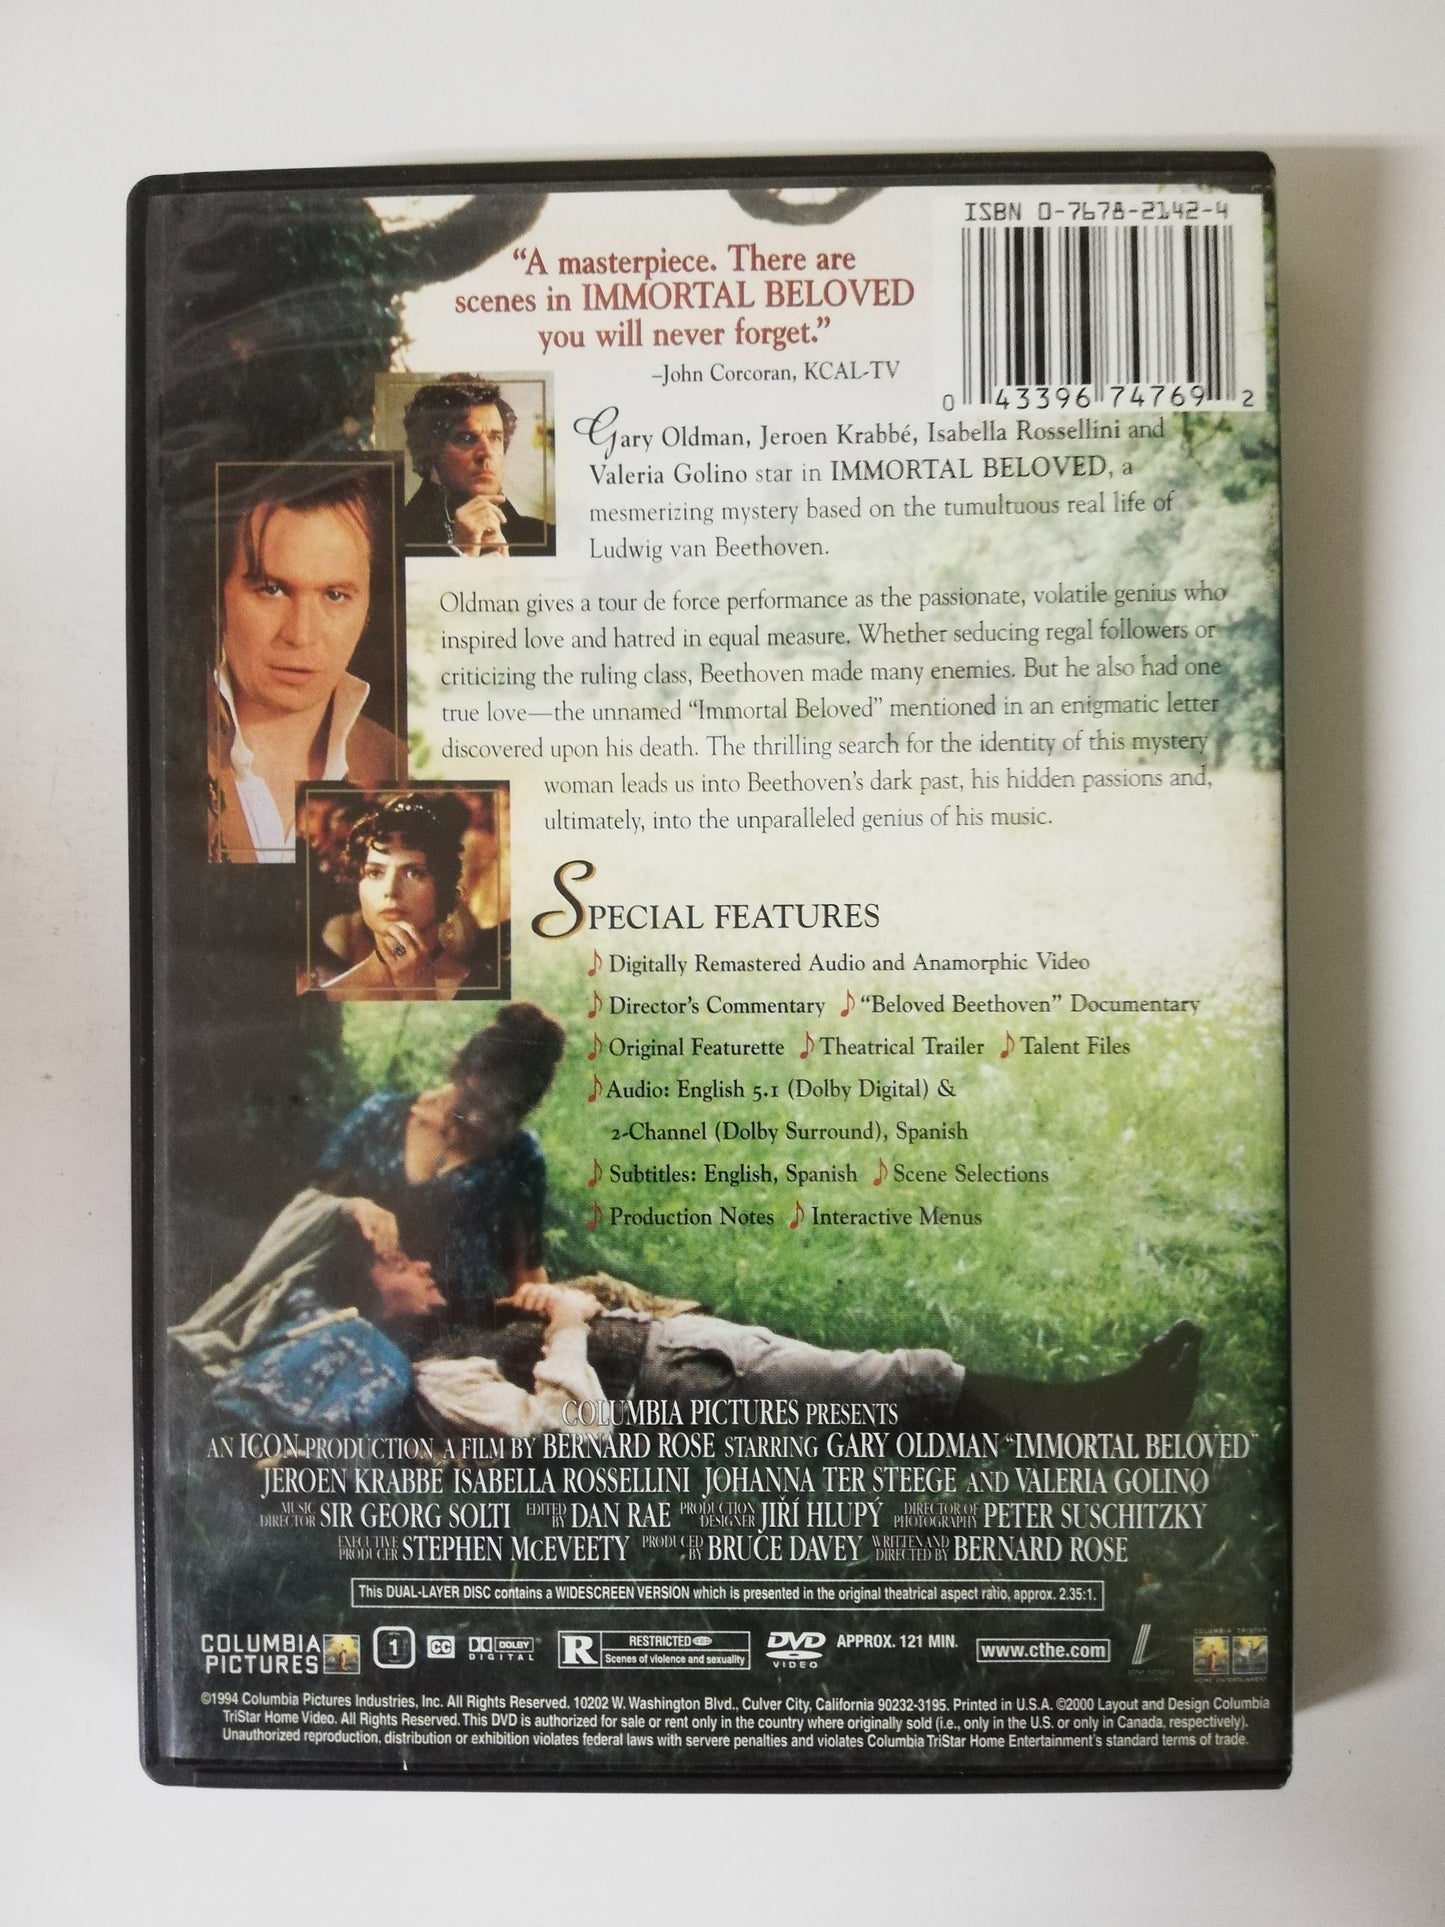 ISBN 0-7678-2142-4
"A masterpiece. There are
scenes in IMMORTAL BELOVED
you will never forget."
–John Corcoran, KCAL-TV
0 43396 74769 2
Gary Oldman, Jeroen Krabbé, Isabella Rossellini and
Valeria Golino star in IMMORTAL BELOVED, a
mesmerizing mystery based on the tumultuous real life of
Ludwig van Beethoven.
Oldman gives a tour de force performance as the passionate, volatile genius who
inspired love and hatred in equal measure. Whether seducing regal followers or
criticizing the ruling class, Beethoven made many enemies. But he also had one
true love—the unnamed "Immortal Beloved" mentioned in an enigmatic letter
discovered upon his death. The thrilling search for the identity of this mystery
woman leads us into Beethoven's dark past, his hidden passions and,
ultimately, into the unparalleled genius of his music.
SPECIAL FEATURES
♪ Digitally Remastered Audio and Anamorphic Video
♪ Director's Commentary ♪ "Beloved Beethoven" Documentary
♪ Original Featurette ♪ Theatrical Trailer ♪ Talent Files
♪ Audio: English 5.1 (Dolby Digital) &
2-Channel (Dolby Surround), Spanish
♪ Subtitles: English, Spanish ♪ Scene Selections
♪ Production Notes ♪ Interactive Menus
COLUMBIA PICTURES PRESENTS
AN ICON PRODUCTION A FILM BY BERNARD ROSE STARRING GARY OLDMAN "IMMORTAL BELOVED"
JEROEN KRABBE ISABELLA ROSSELLINI JOHANNA TER STEEGE AND VALERIA GOLINO
MUSIC DIRECTOR SIR GEORG SOLTI EDITED BY DAN RAE PRODUCTION DESIGNER JIŘÍ HLUPÝ DIRECTOR OF PHOTOGRAPHY PETER SUSCHITZKY
EXECUTIVE PRODUCER STEPHEN McEVEETY PRODUCED BY BRUCE DAVEY WRITTEN AND DIRECTED BY BERNARD ROSE
This DUAL-LAYER DISC contains a WIDESCREEN VERSION which is presented in the original theatrical aspect ratio, approx. 2.35:1.
COLUMBIA PICTURES 1 CC DOLBY DIGITAL R RESTRICTED Scenes of violence and sexuality DVD VIDEO APPROX. 121 MIN. www.cthe.com COLUMBIA TRISTAR HOME ENTERTAINMENT
©1994 Columbia Pictures Industries, Inc. All Rights Reserved. 10202 W. Washington Blvd., Culver City, California 90232-3195. Printed in U.S.A. ©2000 Layout and Design Columbia
TriStar Home Video. All Rights Reserved. This DVD is authorized for sale or rent only in the country where originally sold (i.e., only in the U.S. or only in Canada, respectively).
Unauthorized reproduction, distribution or exhibition violates federal laws with servere penalties and violates Columbia TriStar Home Entertainment's standard terms of trade.